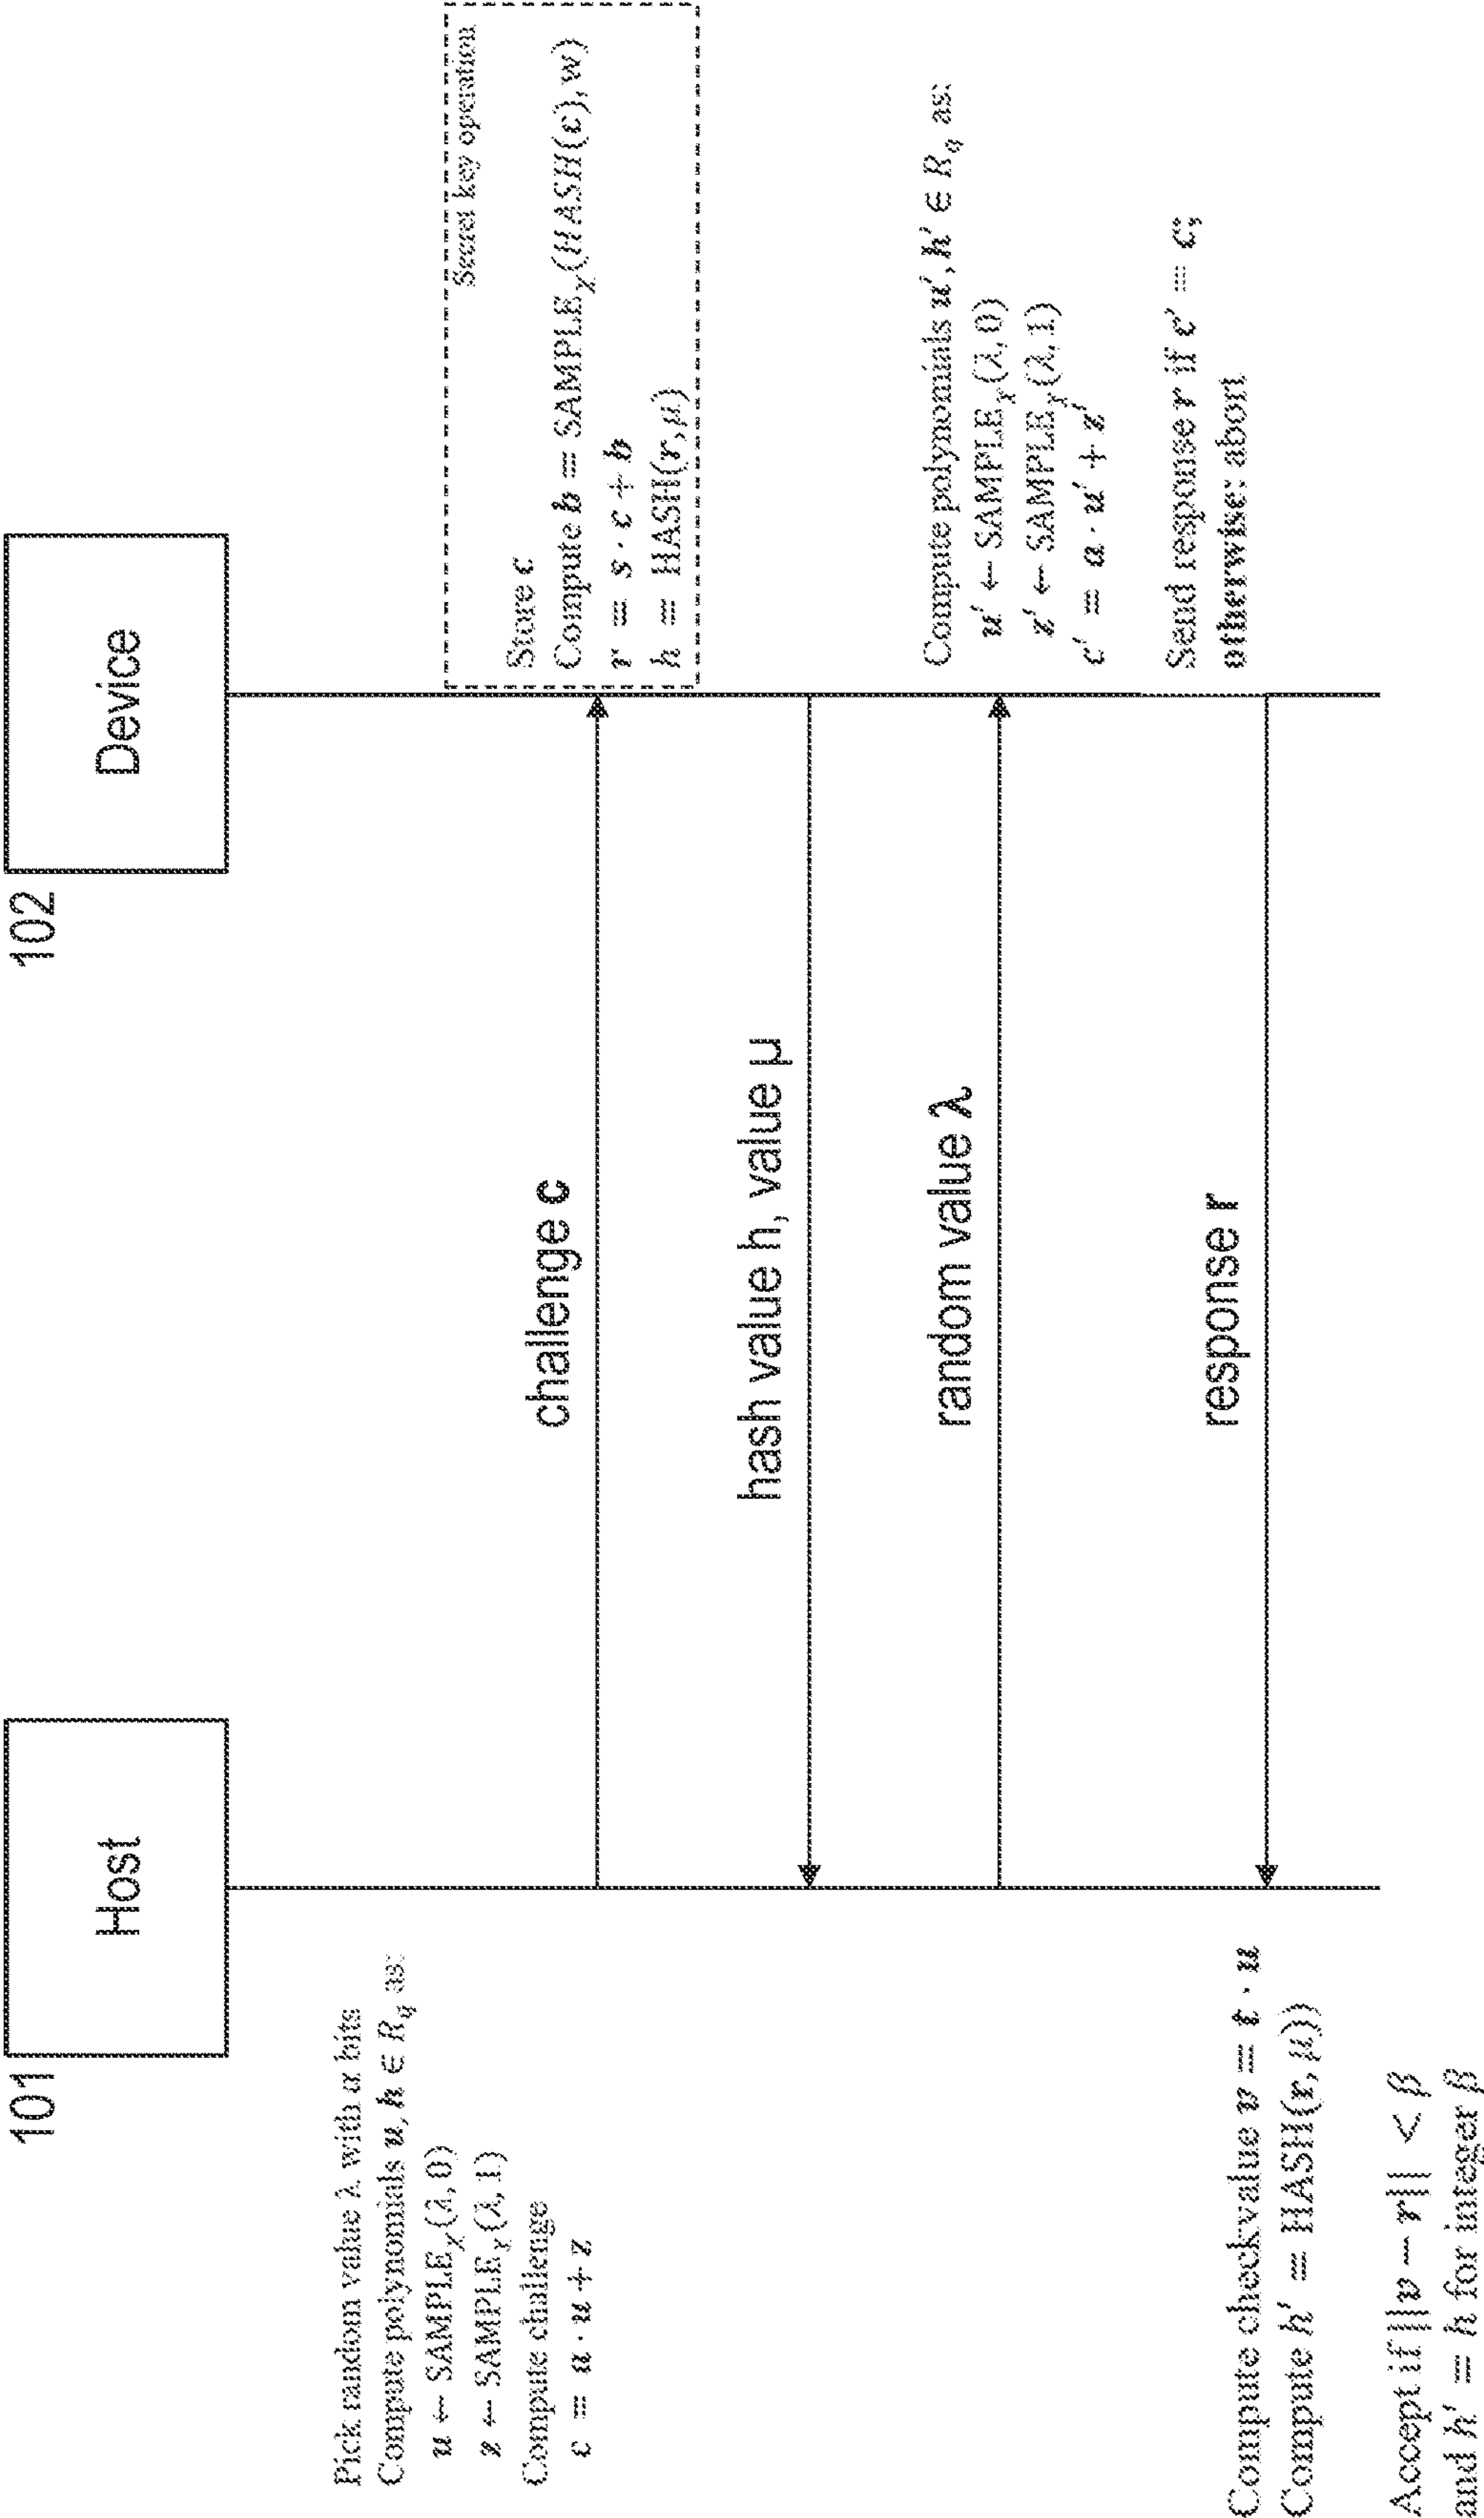 101
Host
102
Device
Pick random value λ with α bits
Compute polynomials u, h ∈ R_q as:
u ← SAMPLE_χ(λ, 0)
z ← SAMPLE_χ(λ, 1)
Compute challenge
c = a · u + z
challenge c
Secret key operation
Store c
Compute b = SAMPLE_χ(HASH(c), w)
r = s · c + b
h = HASH(r, μ)
hash value h, value μ
random value λ
Compute polynomials u', h' ∈ R_q as:
u' ← SAMPLE_χ(λ, 0)
z' ← SAMPLE_χ(λ, 1)
c' = a · u' + z'
Send response r if c' = c;
otherwise: abort
response r
Compute checkvalue v = t · u
Compute h' = HASH(r, μ))
Accept if ||v − r|| < β
and h' = h for integer β